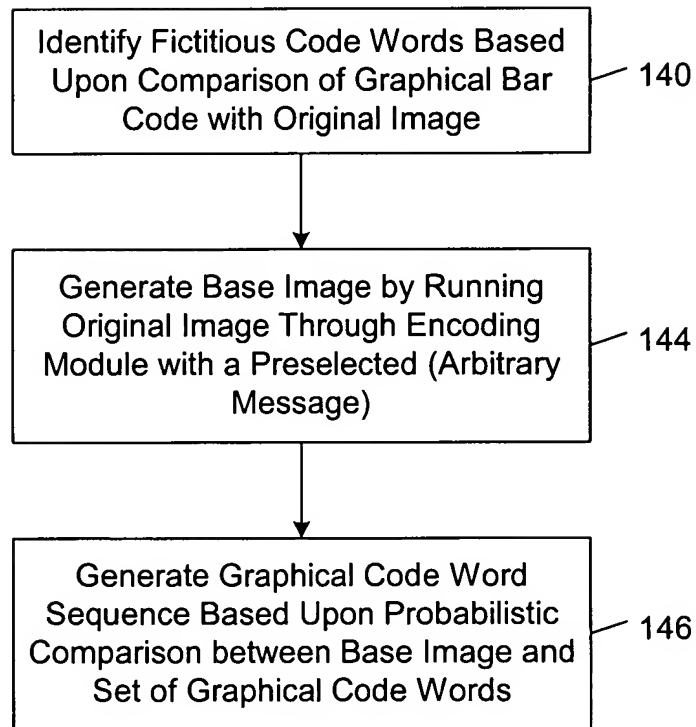 Identify Fictitious Code Words Based
Upon Comparison of Graphical Bar
Code with Original Image
140
Generate Base Image by Running
Original Image Through Encoding
Module with a Preselected (Arbitrary
Message)
144
Generate Graphical Code Word
Sequence Based Upon Probabilistic
Comparison between Base Image and
Set of Graphical Code Words
146